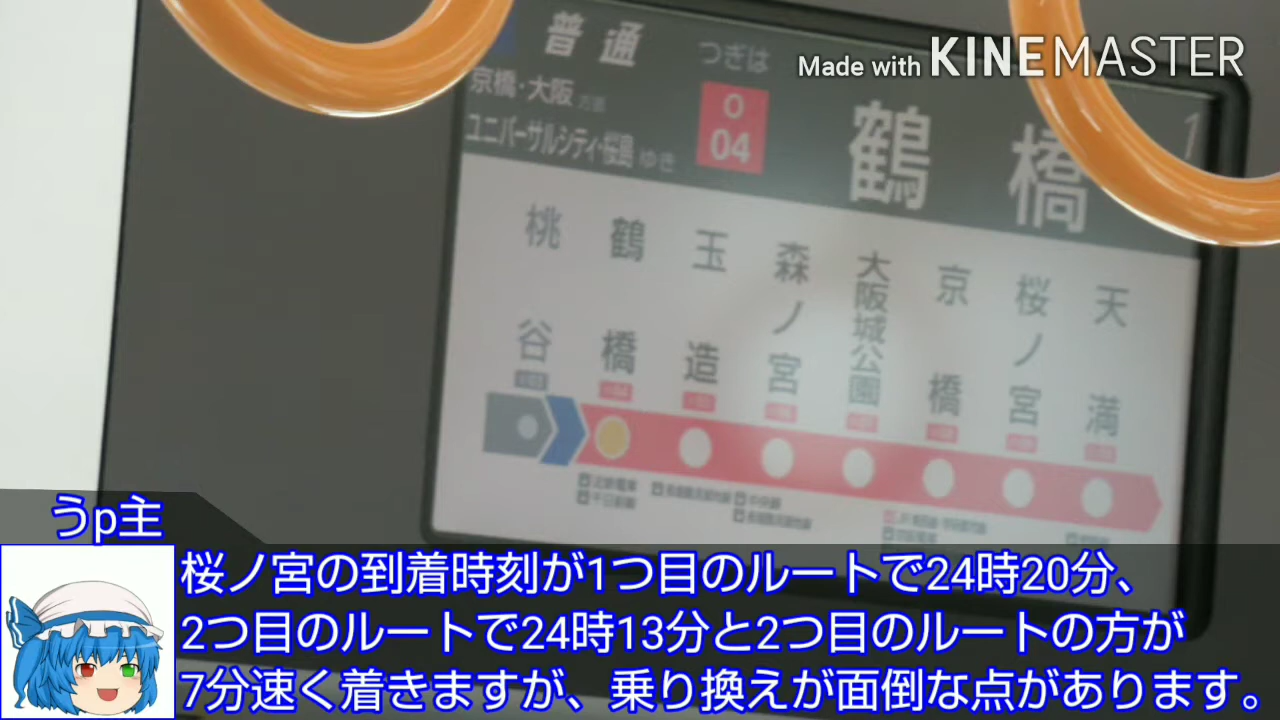 Made with KINEMASTER
普通
つぎは
1
京橋・大阪 方面
ユニバーサルシティ・桜島 ゆき
O
04
鶴橋
桃谷
鶴橋
玉造
森ノ宮
大阪城公園
京橋
桜ノ宮
天満
うp主
桜ノ宮の到着時刻が1つ目のルートで24時20分、
2つ目のルートで24時13分と2つ目のルートの方が
7分速く着きますが、乗り換えが面倒な点があります。